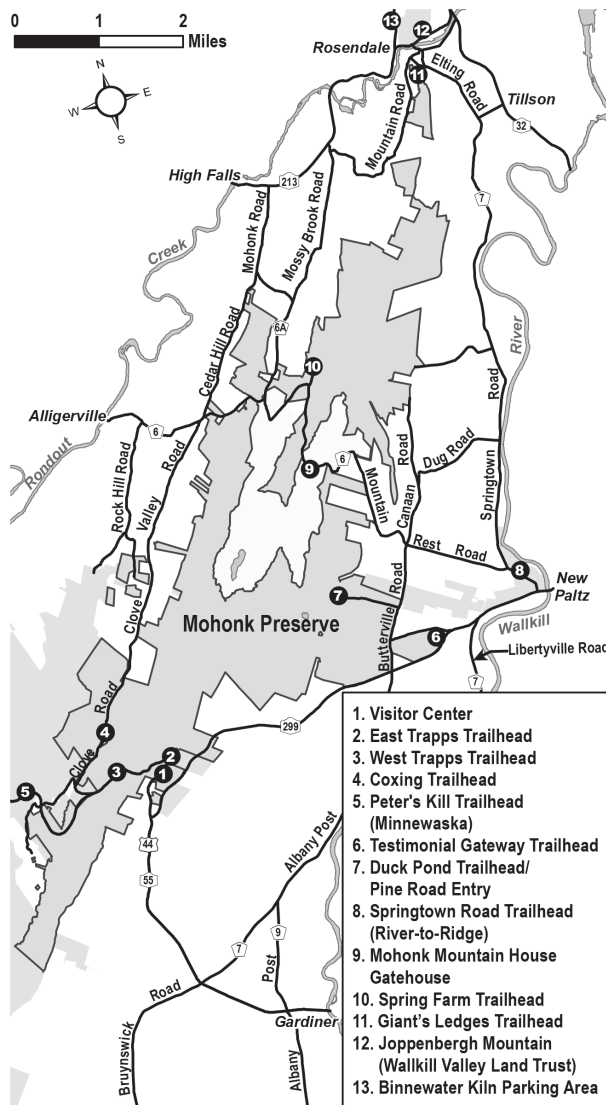 0 1 2
Miles
N
E
S
W
13
12
Rosendale
11
Elting Road
Tillson
32
Mountain Road
High Falls
213
7
Mohonk Road
Mossy Brook Road
Creek
River
6A
Cedar Hill Road
10
Alligerville
6
Road
Road
Dug Road
Rondout
Rock Hill Road
Valley Road
9
6
Mountain
Canaan
Springtown
Rest Road
8
New
Paltz
7
Road
Mohonk Preserve
Clove
Butterville
6
Wallkill
Libertyville Road
7
Road
299
4
Clove
2
3
1
5
44
55
Albany Post
7
9
Post
Road
Gardiner
Bruynswick
Albany
1. Visitor Center
2. East Trapps Trailhead
3. West Trapps Trailhead
4. Coxing Trailhead
5. Peter's Kill Trailhead
(Minnewaska)
6. Testimonial Gateway Trailhead
7. Duck Pond Trailhead/
Pine Road Entry
8. Springtown Road Trailhead
(River-to-Ridge)
9. Mohonk Mountain House
Gatehouse
10. Spring Farm Trailhead
11. Giant’s Ledges Trailhead
12. Joppenbergh Mountain
(Wallkill Valley Land Trust)
13. Binnewater Kiln Parking Area